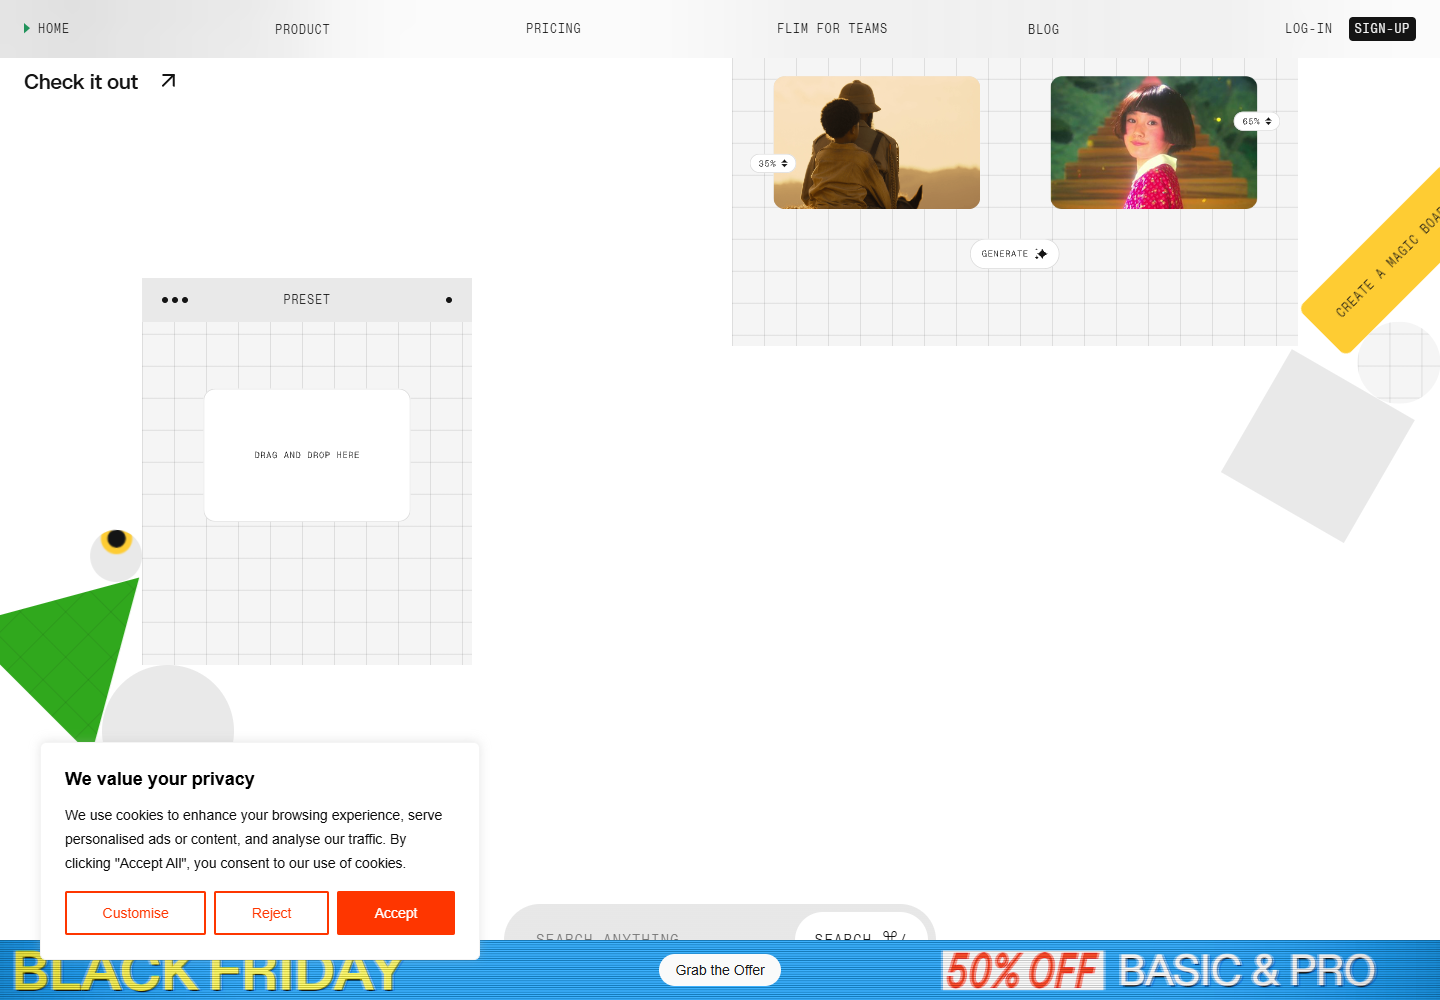 HOME
PRODUCT
PRICING
FLIM FOR TEAMS
BLOG
LOG-IN
SIGN-UP
Check it out
35%
65%
GENERATE
CREATE A MAGIC
PRESET
DRAG AND DROP HERE
We value your privacy
We use cookies to enhance your browsing experience, serve
personalised ads or content, and analyse our traffic. By
clicking "Accept All", you consent to our use of cookies.
Customise
Reject
Accept
SEARCH ANYTHING
SEARCH ⌘/
BLACK FRIDAY
Grab the Offer
50% OFF BASIC & PRO